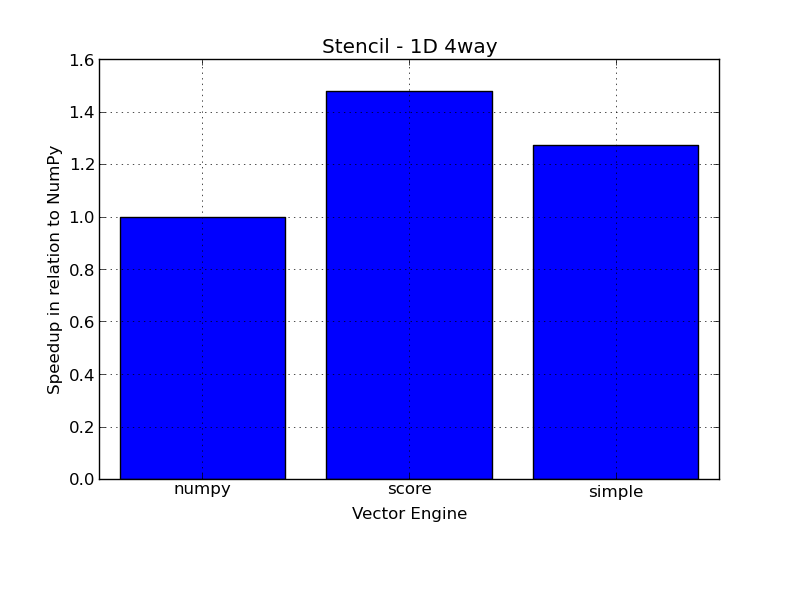 Stencil - 1D 4way
Speedup in relation to NumPy
1.6
1.4
1.2
1.0
0.8
0.6
0.4
0.2
0.0
numpy score simple
Vector Engine